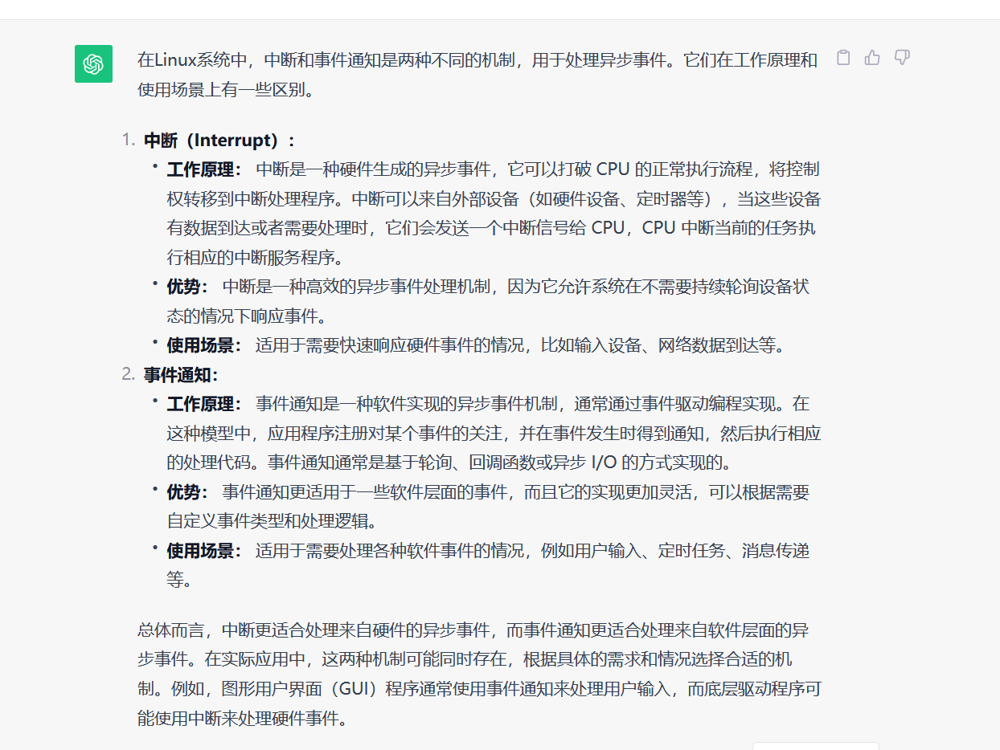 在Linux系统中，中断和事件通知是两种不同的机制，用于处理异步事件。它们在工作原理和
使用场景上有一些区别。
1. 中断（Interrupt）：
• 工作原理： 中断是一种硬件生成的异步事件，它可以打破 CPU 的正常执行流程，将控制
权转移到中断处理程序。中断可以来自外部设备（如硬件设备、定时器等），当这些设备
有数据到达或者需要处理时，它们会发送一个中断信号给 CPU，CPU 中断当前的任务执
行相应的中断服务程序。
• 优势： 中断是一种高效的异步事件处理机制，因为它允许系统在不需要持续轮询设备状
态的情况下响应事件。
• 使用场景： 适用于需要快速响应硬件事件的情况，比如输入设备、网络数据到达等。
2. 事件通知：
• 工作原理： 事件通知是一种软件实现的异步事件机制，通常通过事件驱动编程实现。在
这种模型中，应用程序注册对某个事件的关注，并在事件发生时得到通知，然后执行相应
的处理代码。事件通知通常是基于轮询、回调函数或异步 I/O 的方式实现的。
• 优势： 事件通知更适用于一些软件层面的事件，而且它的实现更加灵活，可以根据需要
自定义事件类型和处理逻辑。
• 使用场景： 适用于需要处理各种软件事件的情况，例如用户输入、定时任务、消息传递
等。
总体而言，中断更适合处理来自硬件的异步事件，而事件通知更适合处理来自软件层面的异
步事件。在实际应用中，这两种机制可能同时存在，根据具体的需求和情况选择合适的机
制。例如，图形用户界面（GUI）程序通常使用事件通知来处理用户输入，而底层驱动程序可
能使用中断来处理硬件事件。